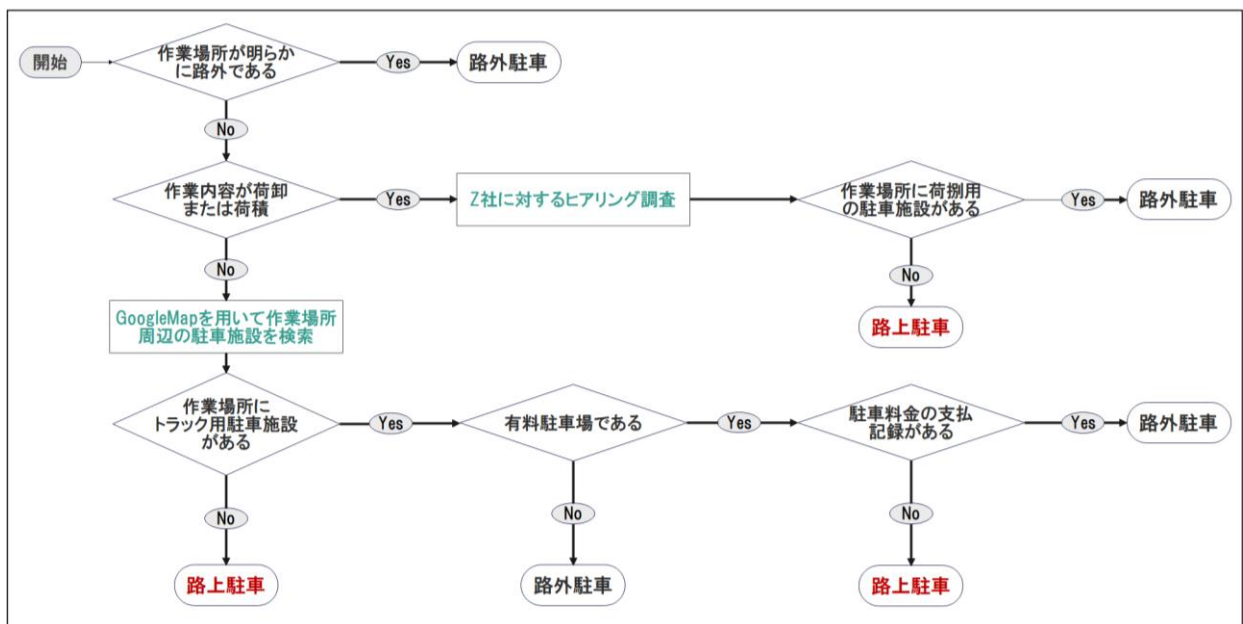 開始
作業場所が明らか
に路外である
Yes
路外駐車
No
作業内容が荷卸
または荷積
Yes
Z社に対するヒアリング調査
作業場所に荷捌用
の駐車施設がある
Yes
路外駐車
No
No
路上駐車
GoogleMapを用いて作業場所
周辺の駐車施設を検索
作業場所に
トラック用駐車施設
がある
Yes
有料駐車場である
Yes
駐車料金の支払
記録がある
Yes
路外駐車
No
No
No
路上駐車
路外駐車
路上駐車